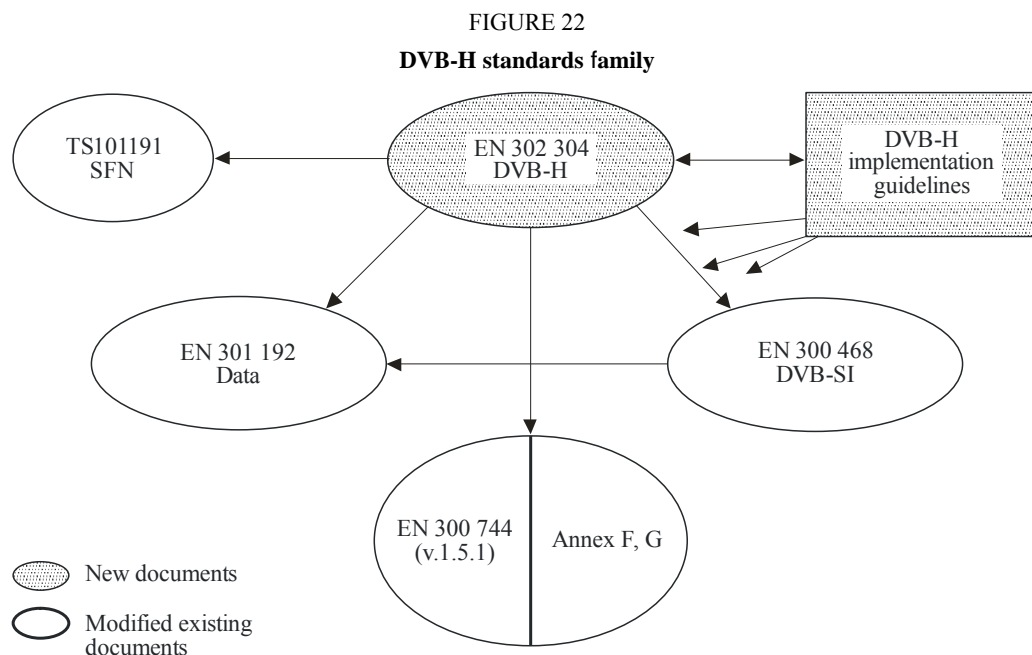 FIGURE 22
DVB-H standards family
TS101191
SFN
EN 302 304
DVB-H
DVB-H
implementation
guidelines
EN 301 192
Data
EN 300 468
DVB-SI
EN 300 744
(v.1.5.1)
Annex F, G
New documents
Modified existing
documents